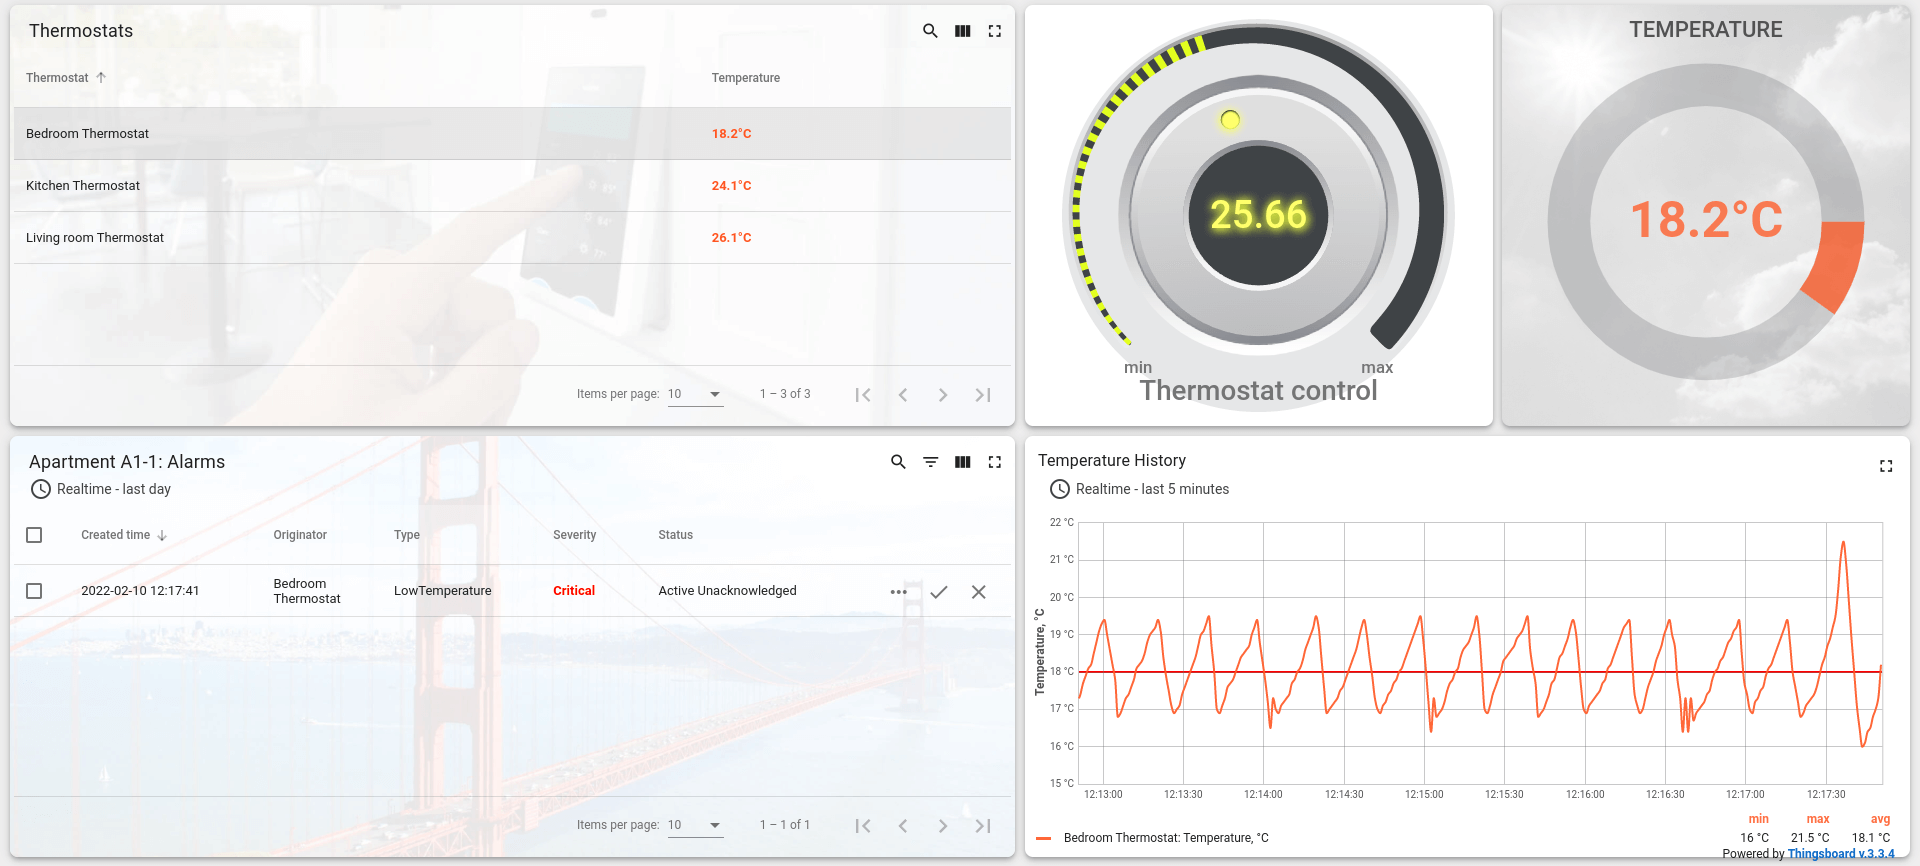 Thermostats
Thermostat
Temperature
Bedroom Thermostat
18.2°C
Kitchen Thermostat
24.1°C
Living room Thermostat
26.1°C
Items per page:
10
1 – 3 of 3
25.66
min
max
Thermostat control
TEMPERATURE
18.2°C
Apartment A1-1: Alarms
Realtime - last day
Created time
Originator
Type
Severity
Status
2022-02-10 12:17:41
Bedroom
Thermostat
LowTemperature
Critical
Active Unacknowledged
Items per page:
10
1 – 1 of 1
Temperature History
Realtime - last 5 minutes
Temperature, °C
22 °C
21 °C
20 °C
19 °C
18 °C
17 °C
16 °C
15 °C
12:13:00
12:13:30
12:14:00
12:14:30
12:15:00
12:15:30
12:16:00
12:16:30
12:17:00
12:17:30
min
max
avg
Bedroom Thermostat: Temperature, °C
16 °C
21.5 °C
18.1 °C
Powered by Thingsboard v.3.3.4